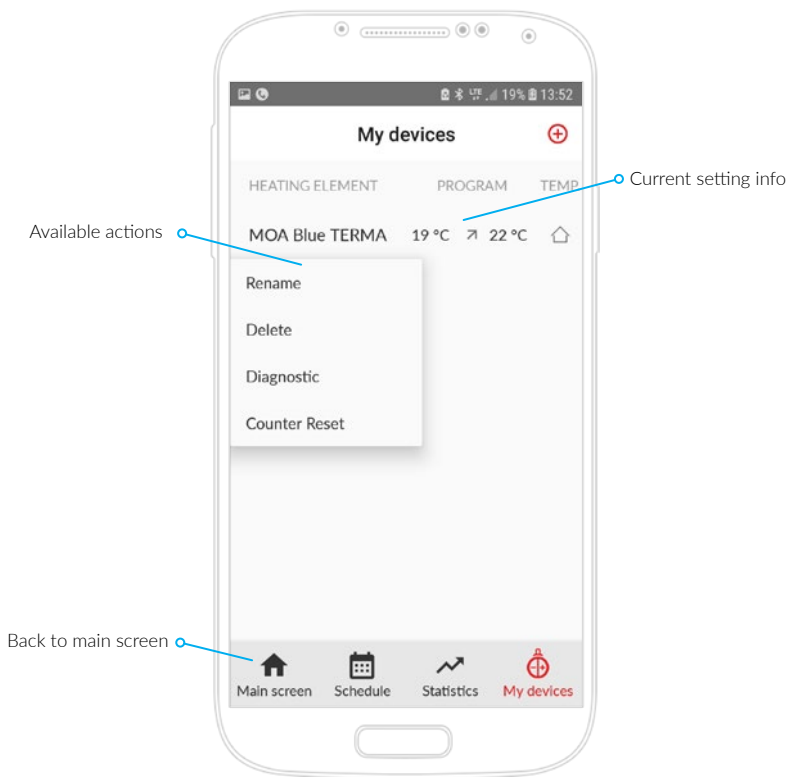 LTE 19% 13:52
My devices
HEATING ELEMENT PROGRAM TEMP
Current setting info
Available actions
MOA Blue TERMA 19 °C 22 °C
Rename
Delete
Diagnostic
Counter Reset
Back to main screen
Main screen Schedule Statistics My devices